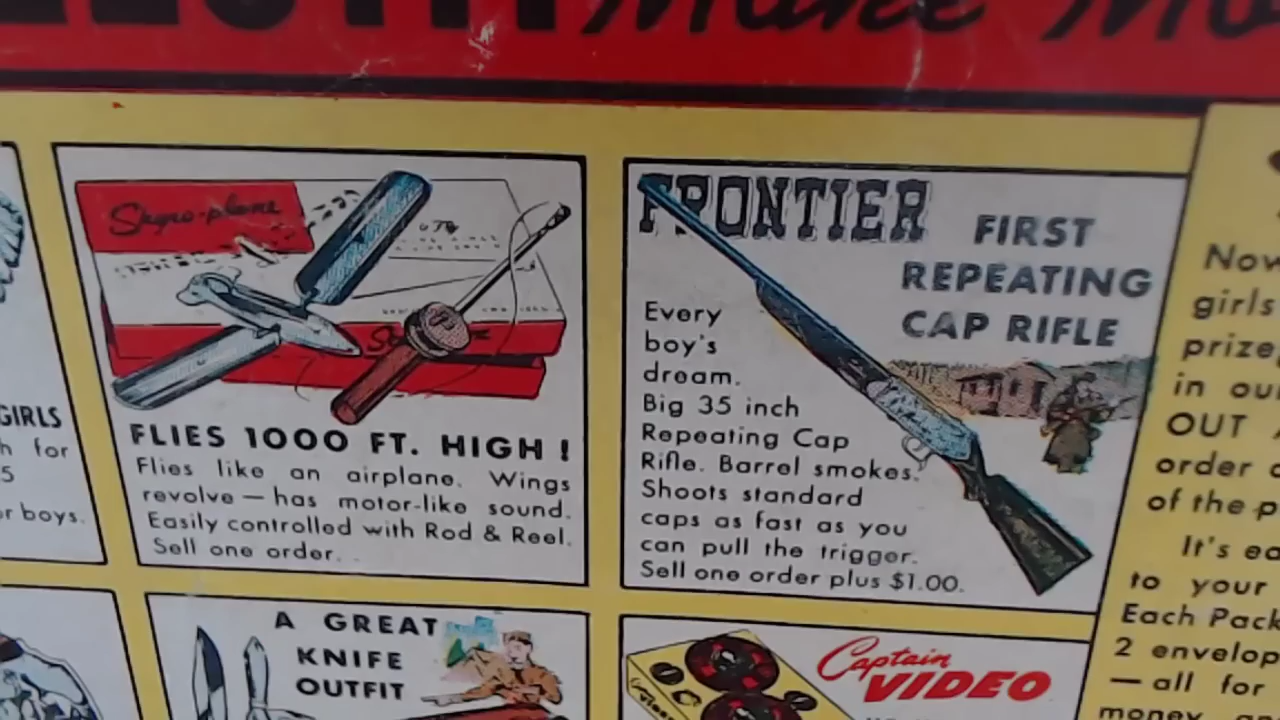 Make
Skyro-plane
FLIES 1000 FT. HIGH!
Flies like an airplane. Wings
revolve — has motor-like sound.
Easily controlled with Rod & Reel.
Sell one order.
FRONTIER
FIRST
REPEATING
CAP RIFLE
Every
boy's
dream.
Big 35 inch
Repeating Cap
Rifle. Barrel smokes.
Shoots standard
caps as fast as you
can pull the trigger.
Sell one order plus $1.00.
GIRLS
for
5
boys.
A GREAT
KNIFE
OUTFIT
Captain
VIDEO
Now
girls
prize
in
OUT
order
of the
It's
to your
Each Pack
2 envelop
— all for
money